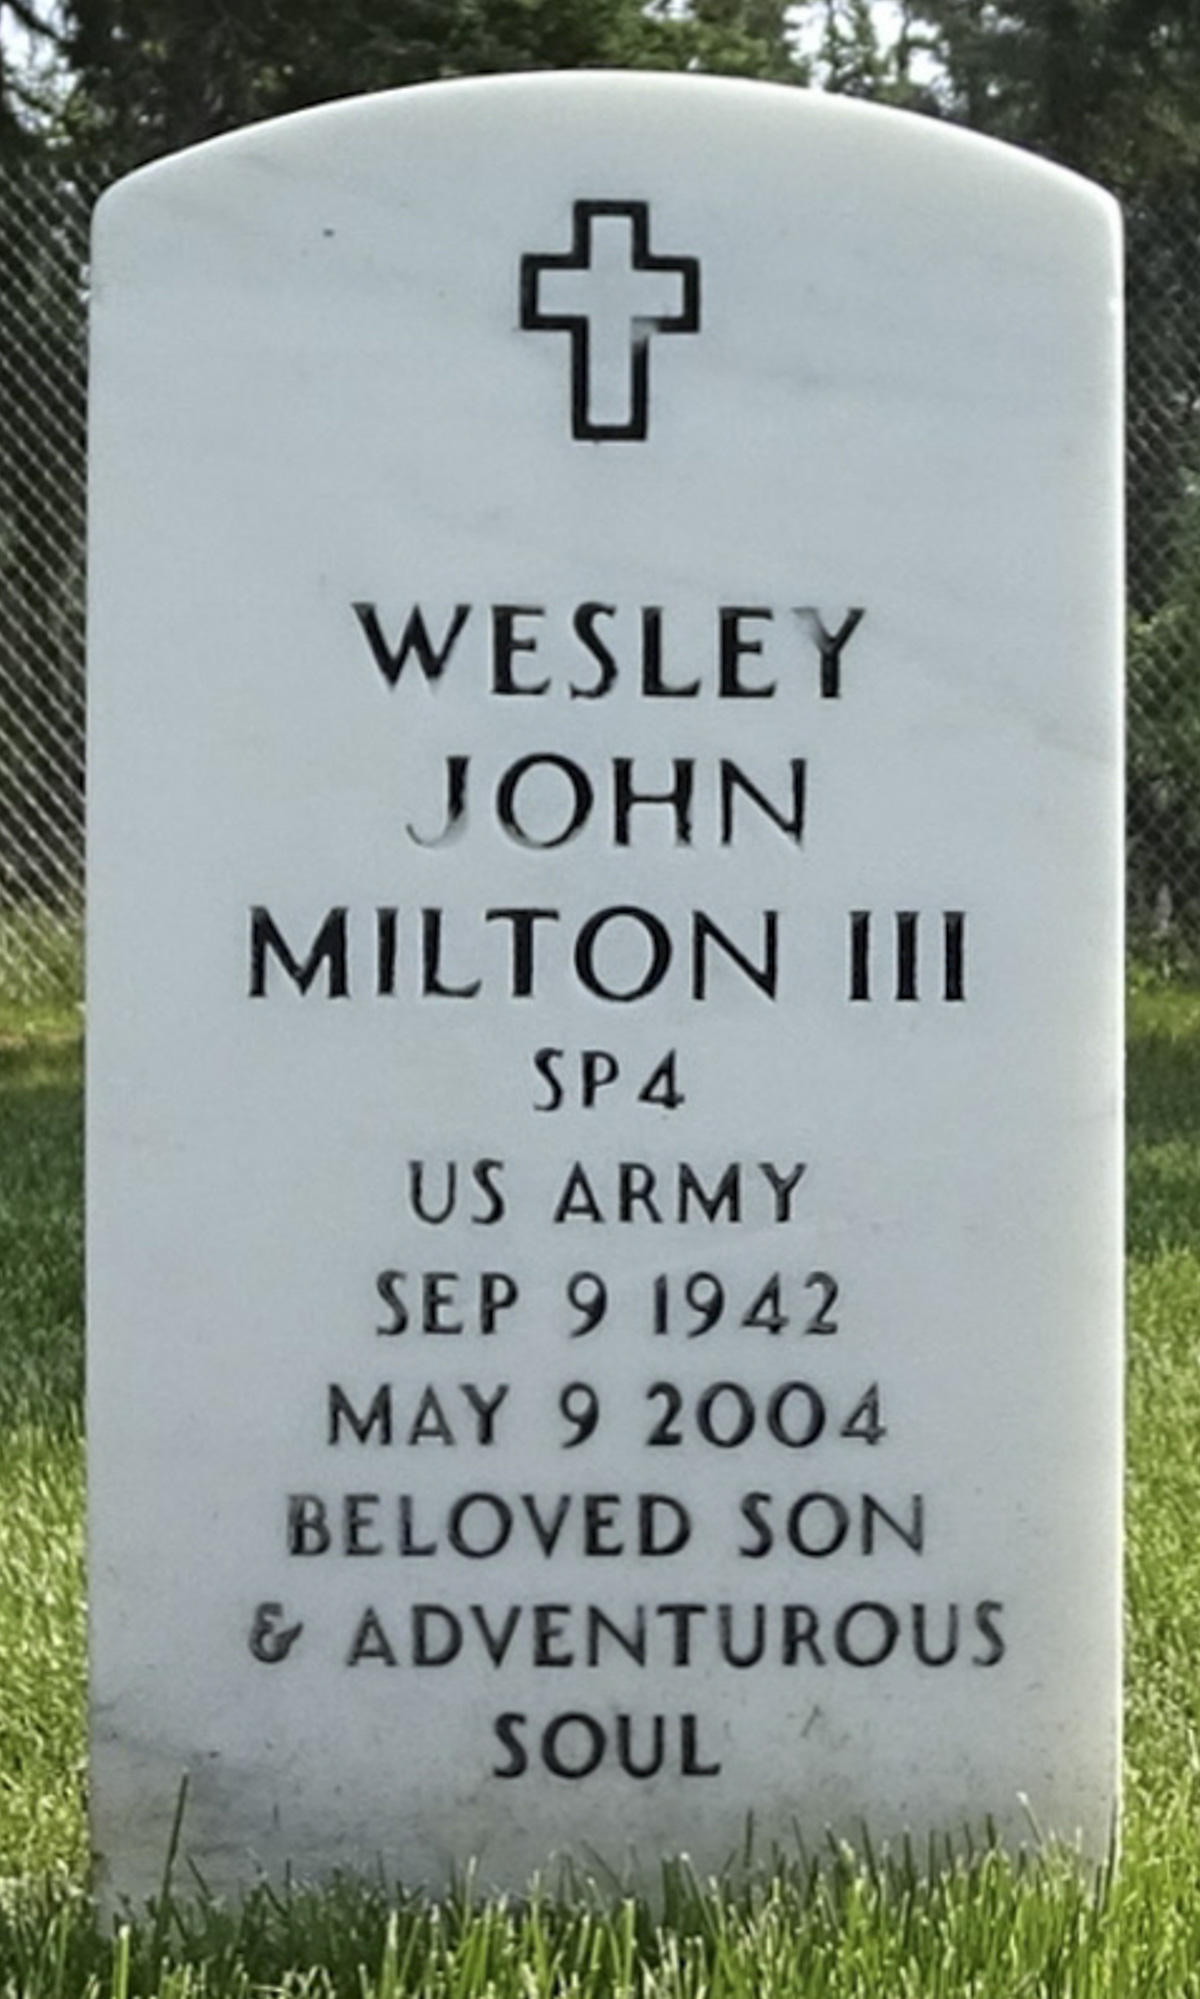 WESLEY
JOHN
MILTON III
SP4
US ARMY
SEP 9 1942
MAY 9 2004
BELOVED SON
& ADVENTUROUS
SOUL